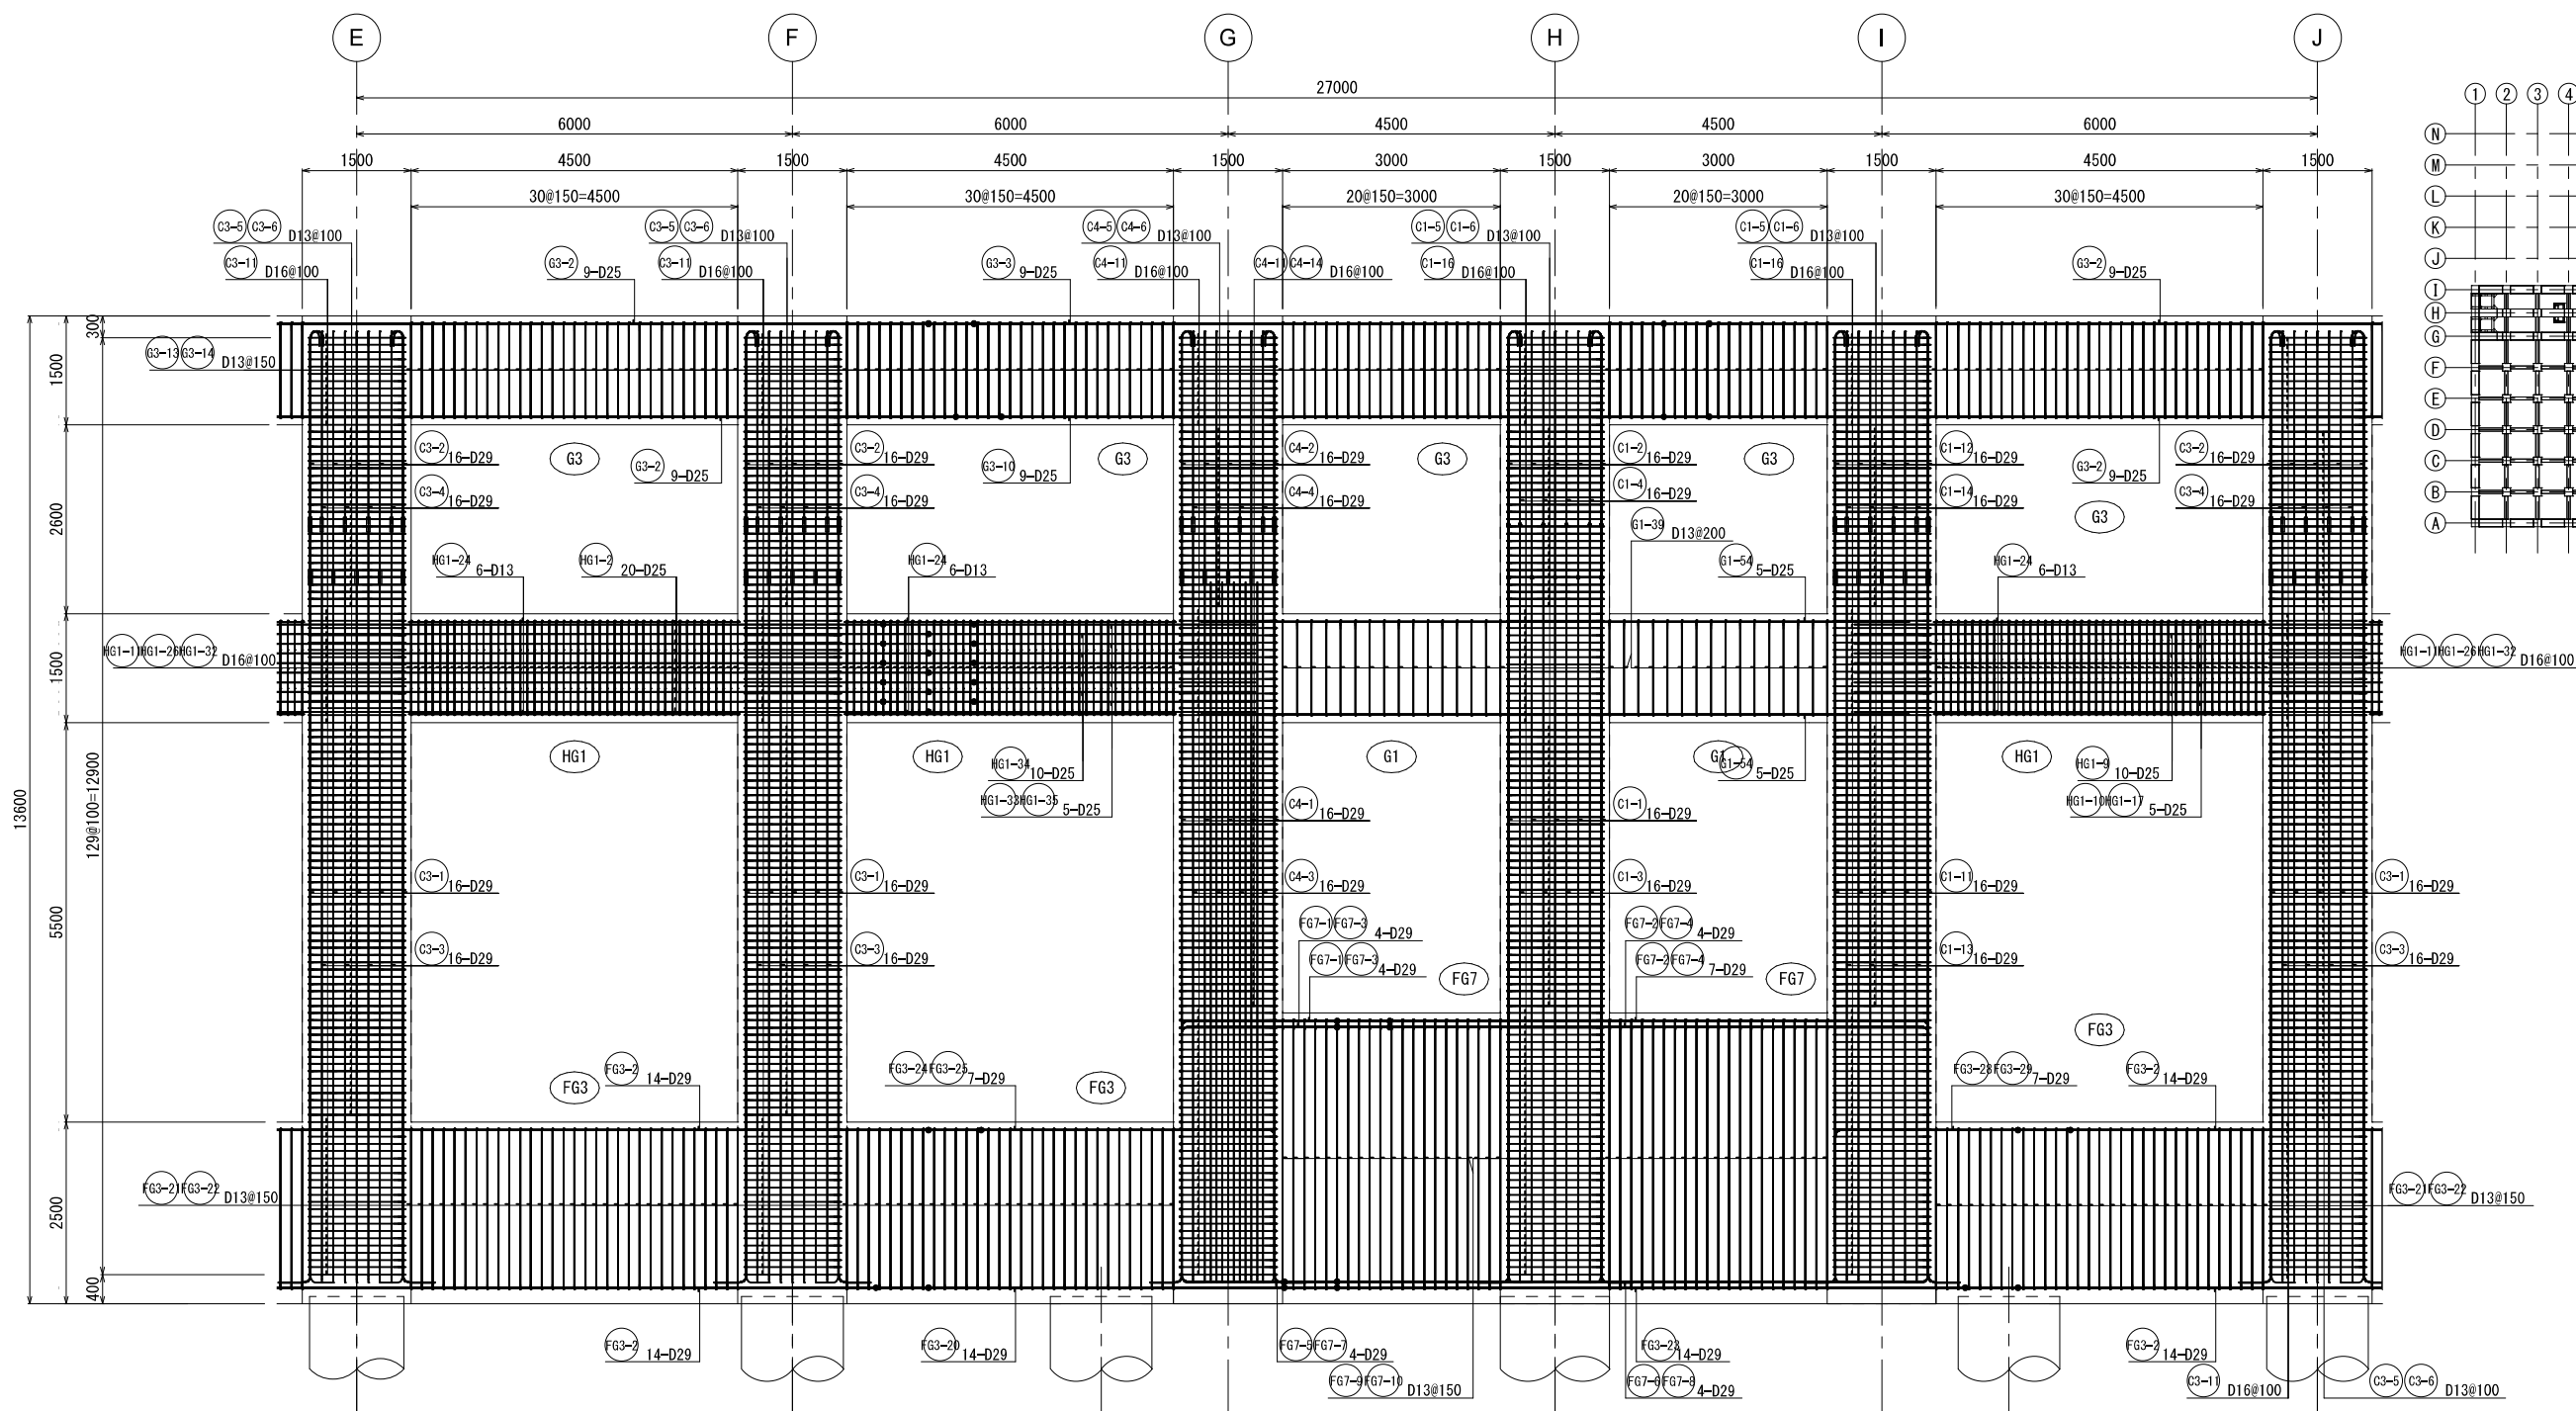 E F G H I J
27000
6000 6000 4500 4500 6000
1500 4500 1500 4500 1500 3000 1500 3000 1500 4500 1500
30@150=4500 30@150=4500 20@150=3000 20@150=3000 30@150=4500
C3-5 C3-6 D13@100 C3-5 C3-6 D13@100 C4-5 C4-6 D13@100 C1-5 C1-6 D13@100 C1-5 C1-6 D13@100
C3-11 D16@100 G3-2 9-D25 C3-11 D16@100 G3-3 9-D25 C4-11 D16@100 C4-11 C4-14 D16@100 C1-16 D16@100 C1-16 D16@100 G3-2 9-D25
1 2 3 4
N
M
L
K
J
I
H
G
F
E
D
C
B
A
300
1500
G3-13 G3-14 D13@150
C3-2 16-D29 G3 C3-2 16-D29 G3 C4-2 16-D29 G3 C1-2 16-D29 G3 C1-12 16-D29 C3-2 16-D29
G3-2 9-D25 G3-10 9-D25 G3-2 9-D25
C3-4 16-D29 C3-4 16-D29 C4-4 16-D29 C1-4 16-D29 C1-14 16-D29 G3 C3-4 16-D29
2600
G1-39 D13@200
HG1-24 6-D13 HG1-2 20-D25 HG1-24 6-D13 G1-54 5-D25 HG1-24 6-D13
1500
HG1-11 HG1-26 HG1-32 D16@100 HG1-11 HG1-26 HG1-32 D16@100
HG1 HG1 G1 G1 G1-54 5-D25 HG1
HG1-34 10-D25 HG1-9 10-D25
HG1-33 HG1-35 5-D25 C4-1 16-D29 C1-1 16-D29 HG1-10 HG1-17 5-D25
13600
129@100=12900
5500
C3-1 16-D29 C3-1 16-D29 C4-3 16-D29 C1-3 16-D29 C1-11 16-D29 C3-1 16-D29
FG7-1 FG7-3 4-D29 FG7-2 FG7-4 4-D29
C3-3 16-D29 C3-3 16-D29 FG7-1 FG7-3 4-D29 FG7 FG7-2 FG7-4 7-D29 FG7 C1-13 16-D29 C3-3 16-D29
FG3
FG3 FG3-2 14-D29 FG3-24 FG3-25 7-D29 FG3 FG3-28 FG3-29 7-D29 FG3-2 14-D29
2500
FG3-21 FG3-22 D13@150 FG3-21 FG3-22 D13@150
400
FG3-2 14-D29 FG3-20 14-D29 FG7-5 FG7-7 4-D29 FG3-23 14-D29 FG3-2 14-D29
FG7-9 FG7-10 D13@150 FG7-6 FG7-8 4-D29 C3-11 D16@100 C3-5 C3-6 D13@100